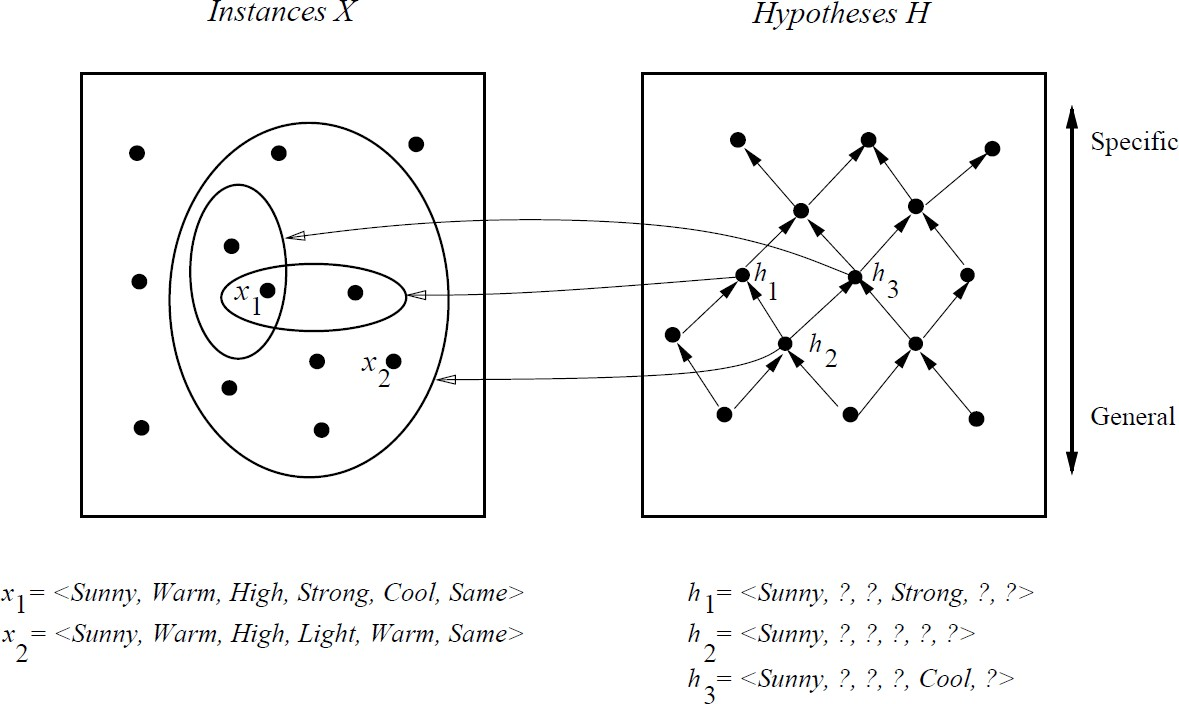 Instances X
Hypotheses H
Specific
x1
h1
h3
x2
h2
General
x1= <Sunny, Warm, High, Strong, Cool, Same>
x2 = <Sunny, Warm, High, Light, Warm, Same>
h1= <Sunny, ?, ?, Strong, ?, ?>
h2= <Sunny, ?, ?, ?, ?, ?>
h3= <Sunny, ?, ?, ?, Cool, ?>